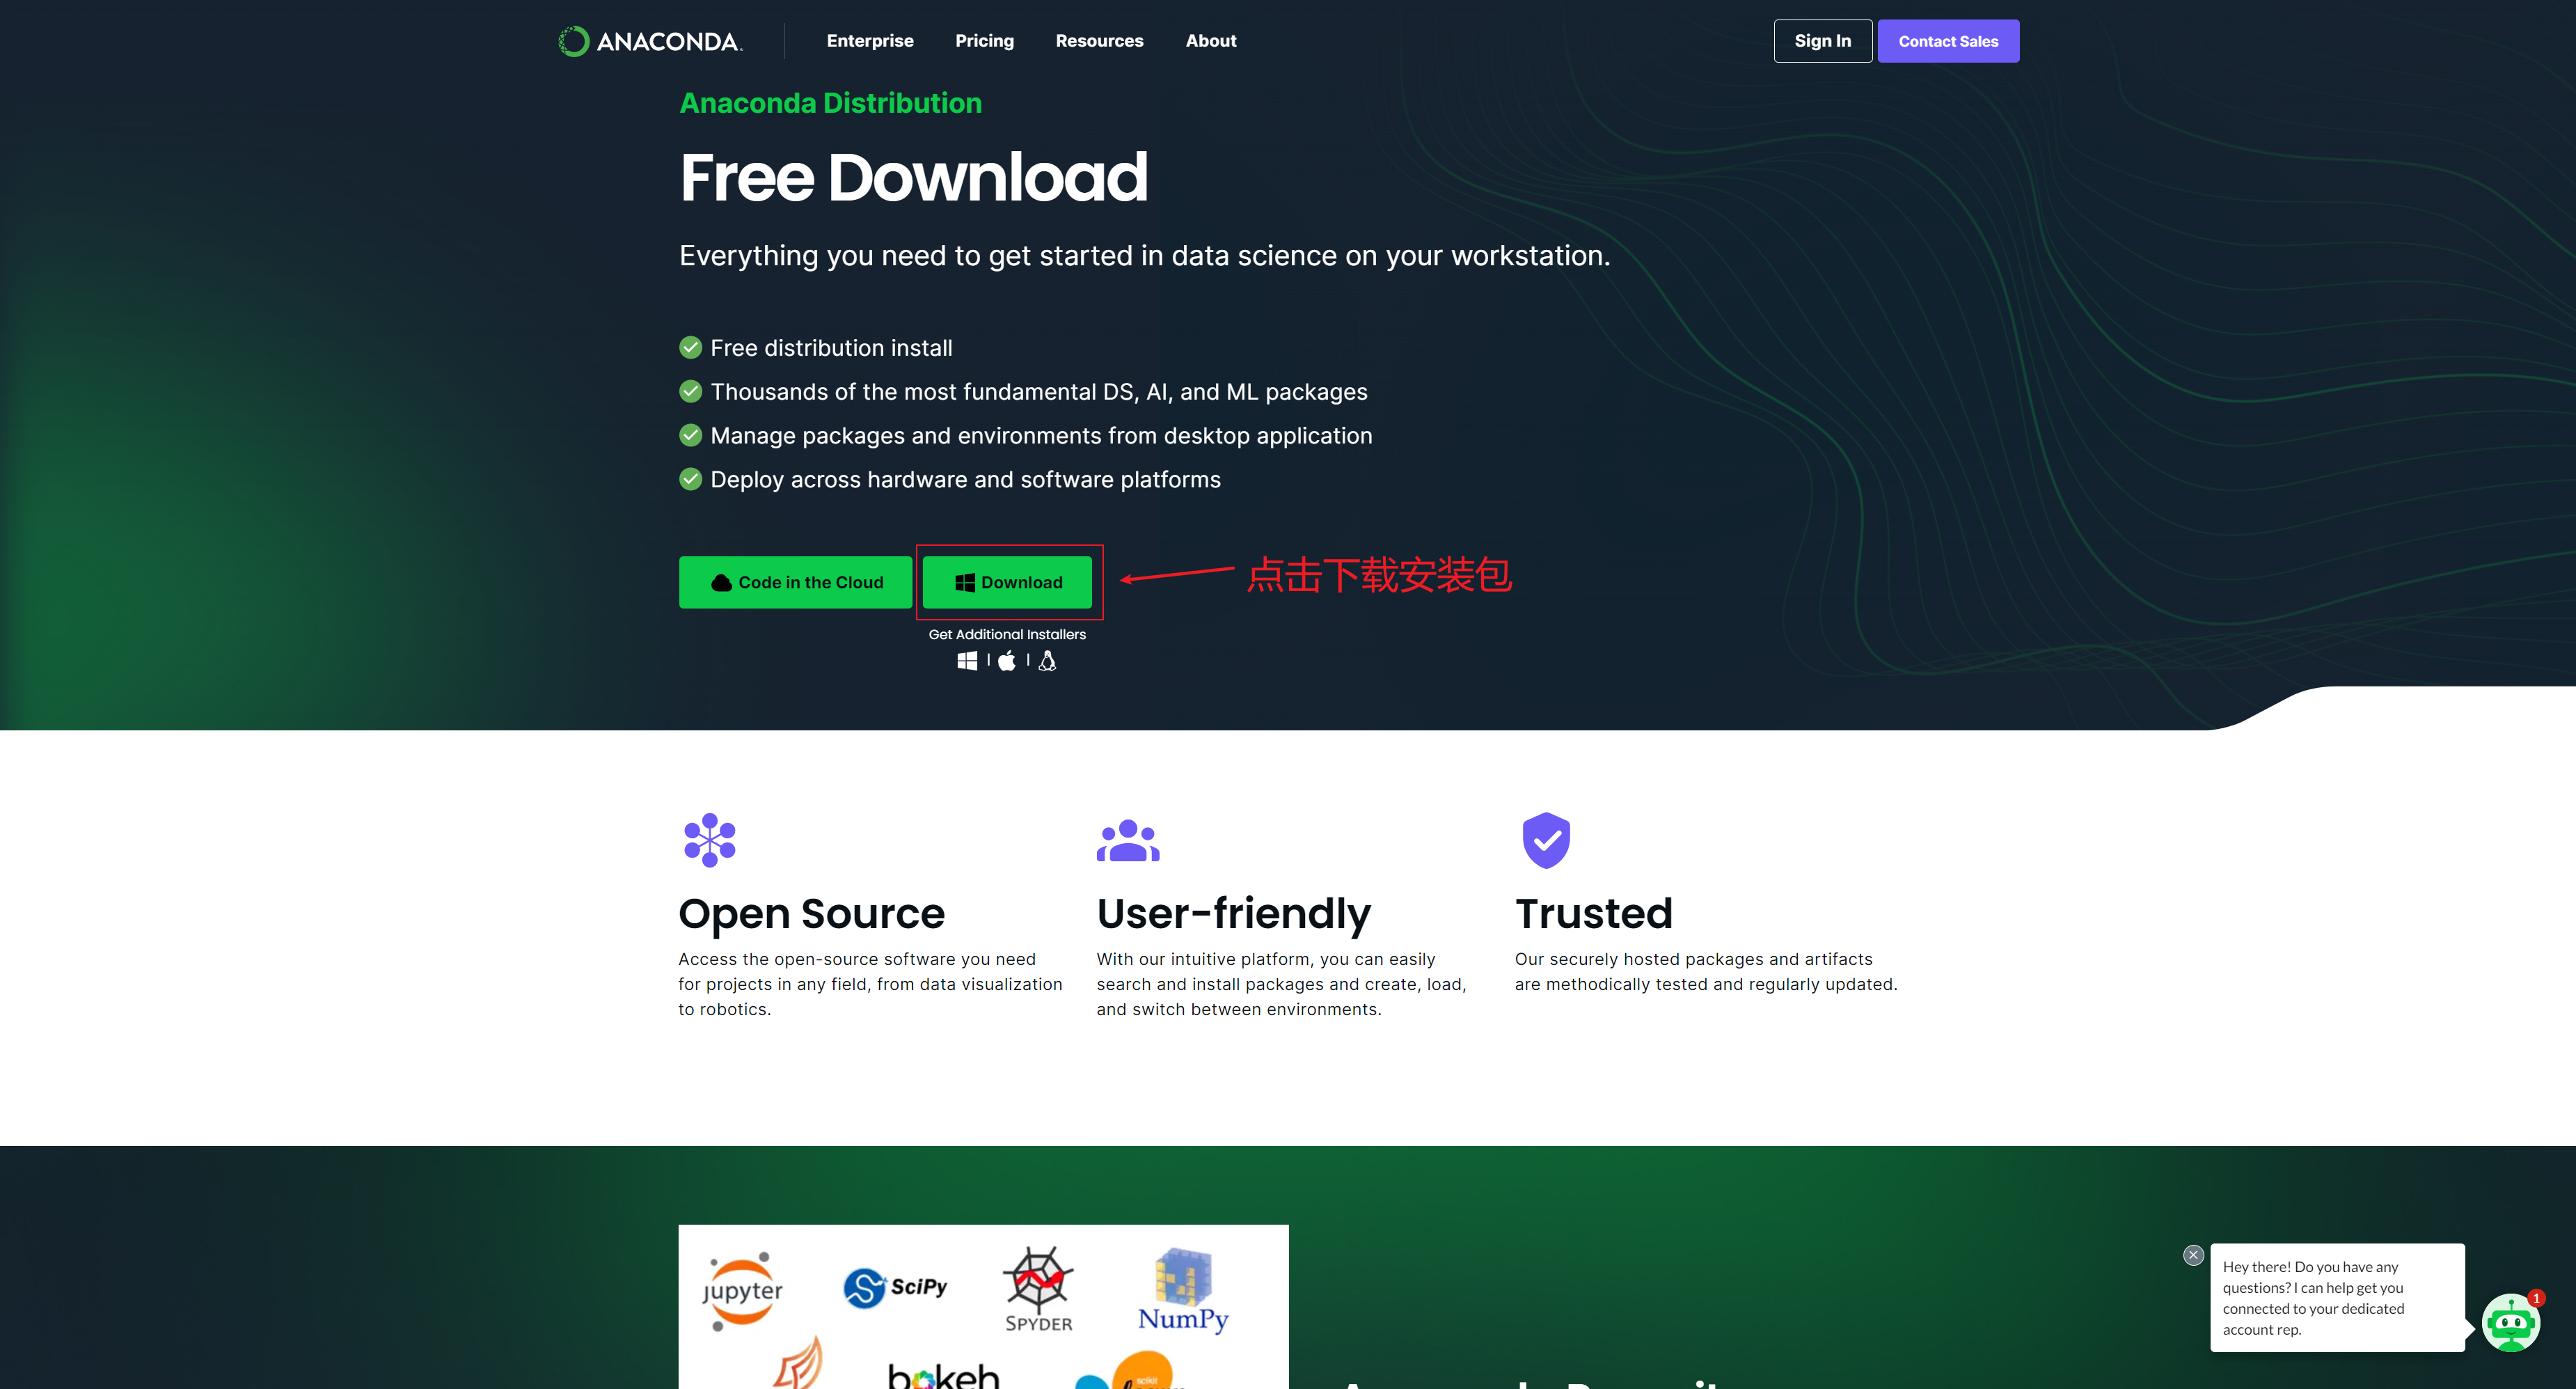 ANACONDA.
Enterprise
Pricing
Resources
About
Sign In
Contact Sales
Anaconda Distribution
Free Download
Everything you need to get started in data science on your workstation.
Free distribution install
Thousands of the most fundamental DS, AI, and ML packages
Manage packages and environments from desktop application
Deploy across hardware and software platforms
Code in the Cloud
Download
点击下载安装包
Get Additional Installers
Open Source
Access the open-source software you need
for projects in any field, from data visualization
to robotics.
User-friendly
With our intuitive platform, you can easily
search and install packages and create, load,
and switch between environments.
Trusted
Our securely hosted packages and artifacts
are methodically tested and regularly updated.
jupyter
SciPy
SPYDER
NumPy
bokeh
scikit
Hey there! Do you have any
questions? I can help get you
connected to your dedicated
account rep.
1